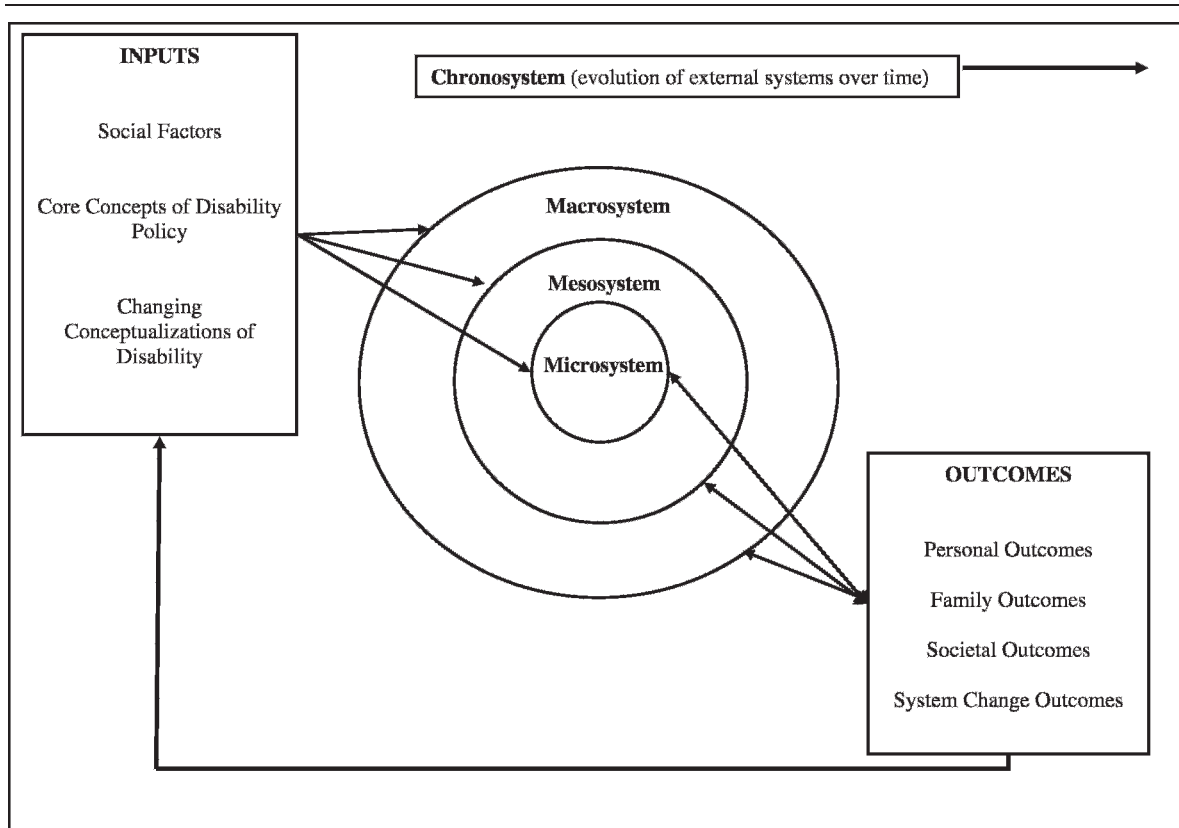 INPUTS
Social Factors
Core Concepts of Disability
Policy
Changing
Conceptualizations of
Disability
Chronosystem (evolution of external systems over time)
Macrosystem
Mesosystem
Microsystem
OUTCOMES
Personal Outcomes
Family Outcomes
Societal Outcomes
System Change Outcomes